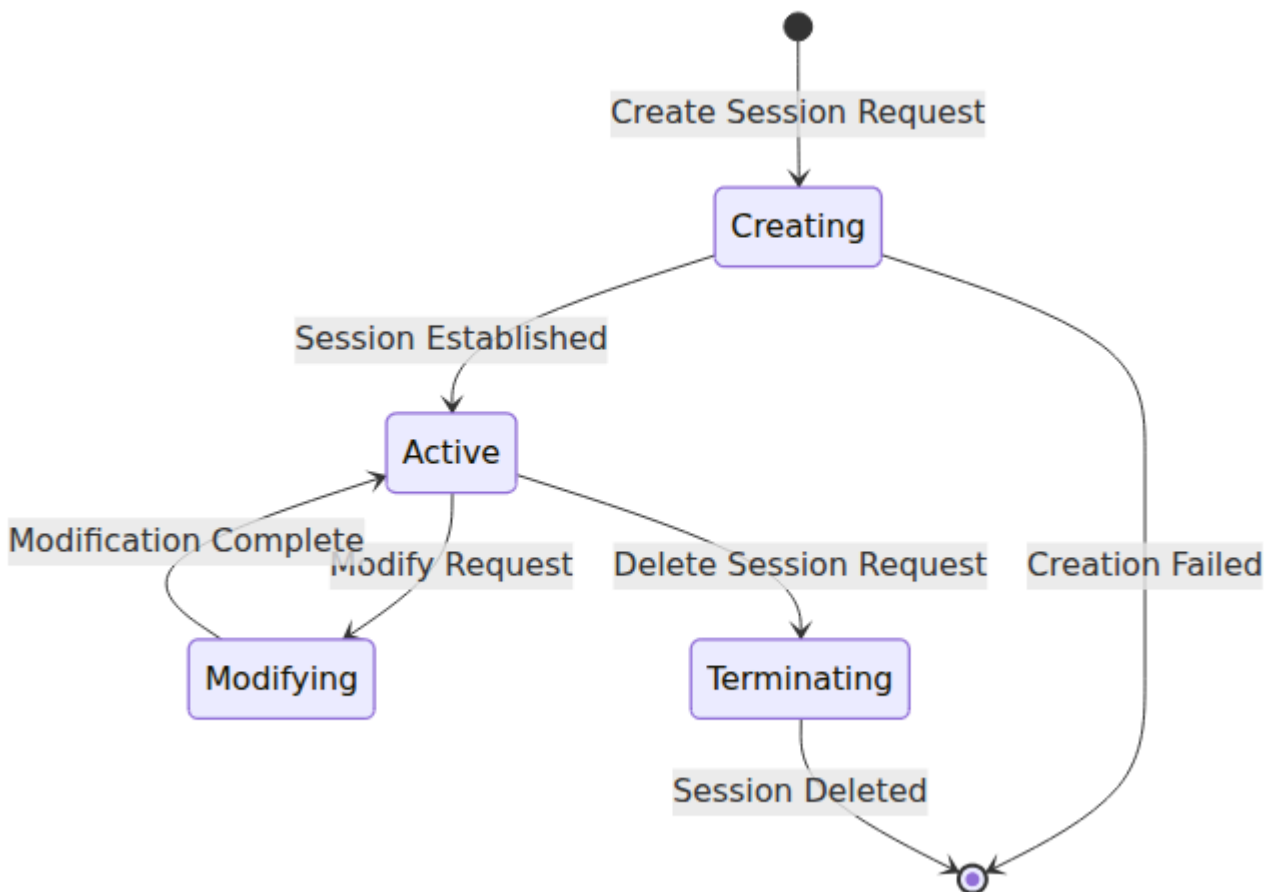 Create Session Request
Creating
Session Established
Active
Modification Complete
Modify Request
Delete Session Request
Creation Failed
Modifying
Terminating
Session Deleted